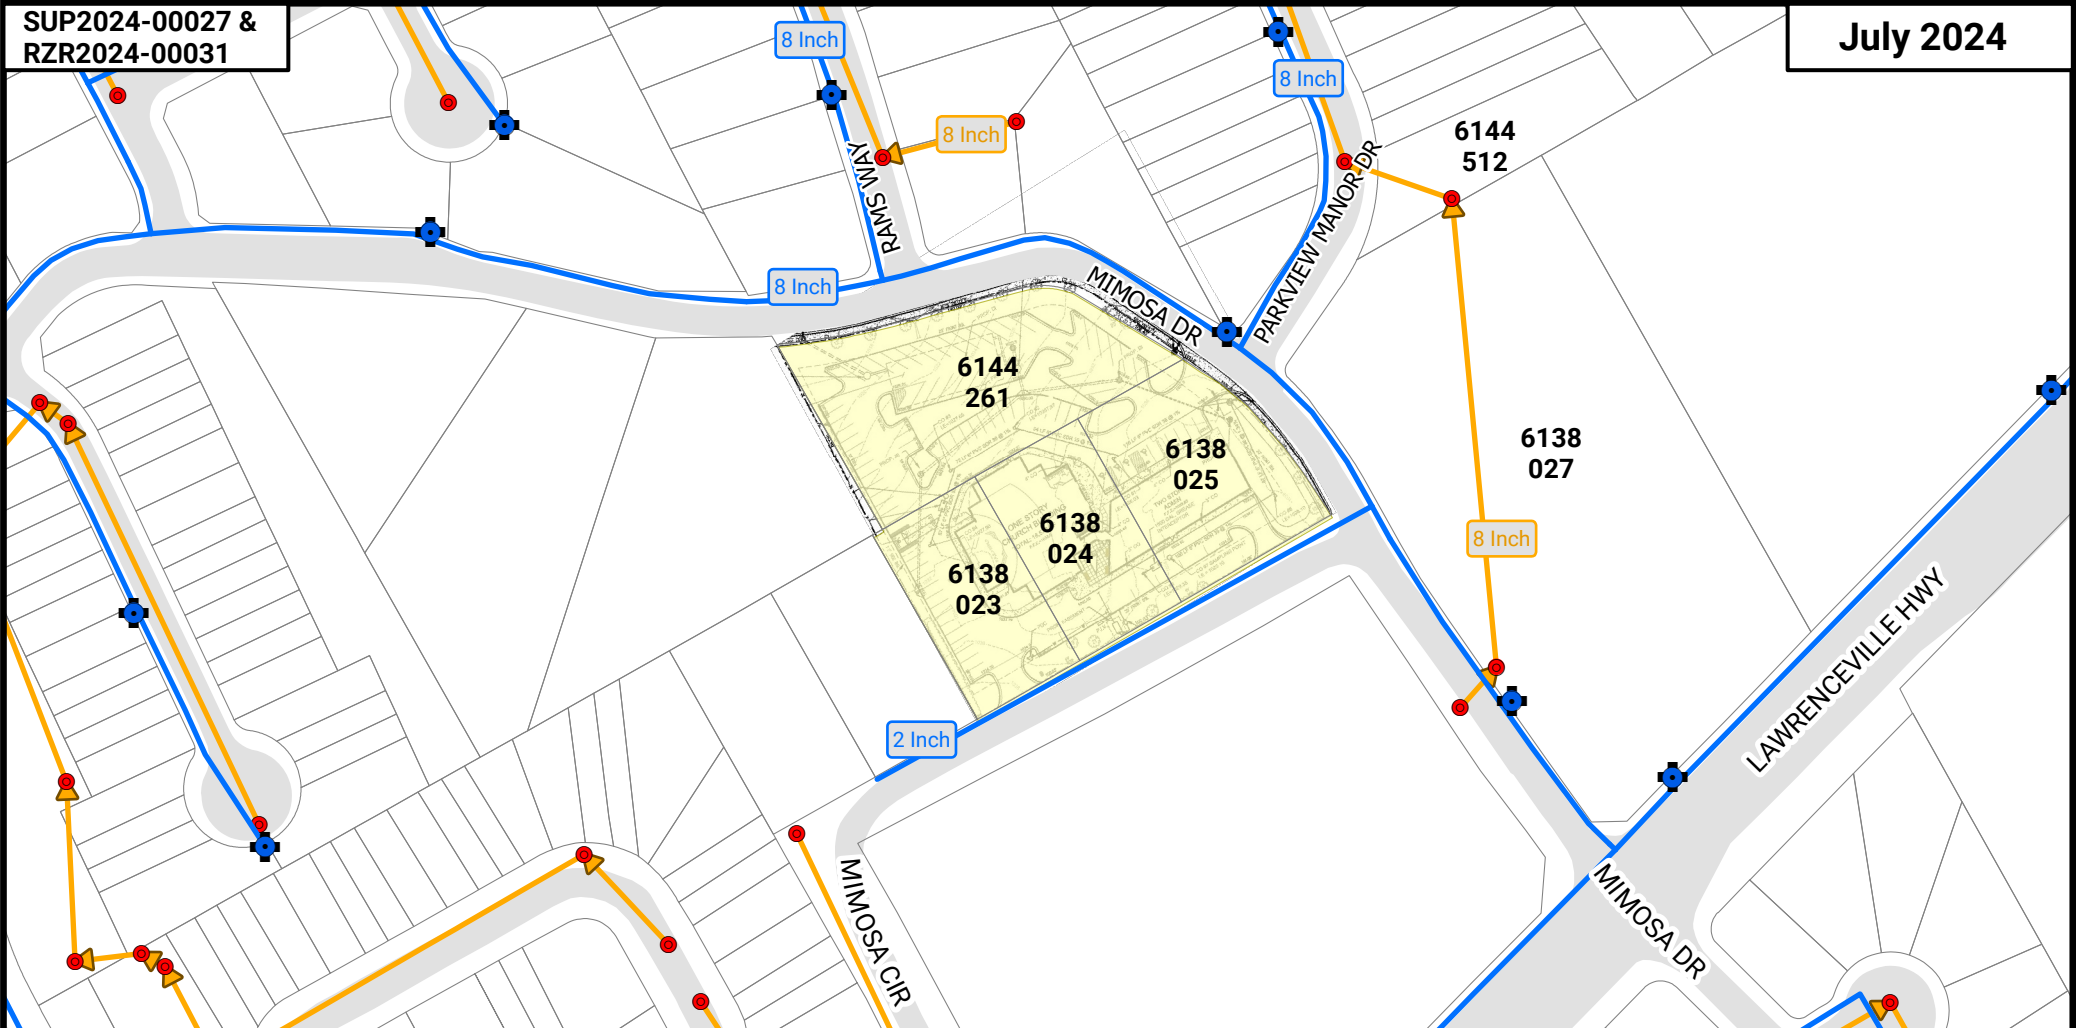 SUP2024-00027 &
RZR2024-00031
July 2024
8 Inch
8 Inch
8 Inch
6144
512
RAMS WAY
PARKVIEW MANOR DR
8 Inch
MIMOSA DR
6144
261
6138
025
6138
027
ONE STORY
6138
024
8 Inch
6138
023
LAWRENCEVILLE HWY
2 Inch
MIMOSA CIR
MIMOSA DR